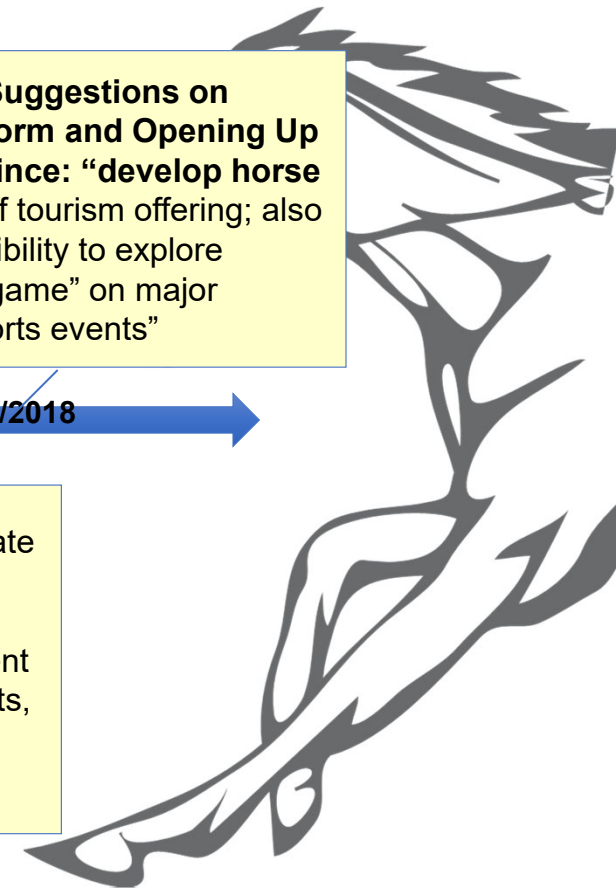 Suggestions on
orm and Opening Up
ince: “develop horse
f tourism offering; also
ibility to explore
game” on major
orts events”
/2018
ate
ent
ts,